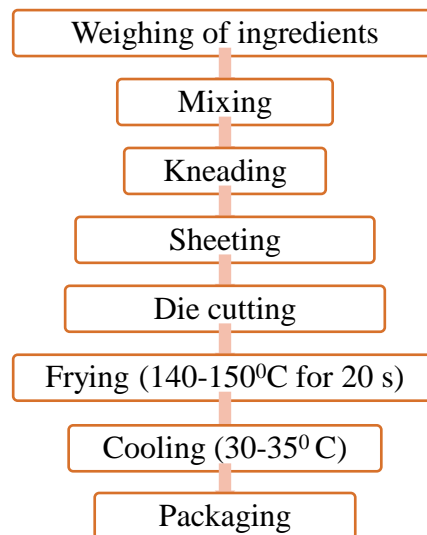 Weighing of ingredients
Mixing
Kneading
Sheeting
Die cutting
Frying (140-150⁰C for 20 s)
Cooling (30-35⁰ C)
Packaging